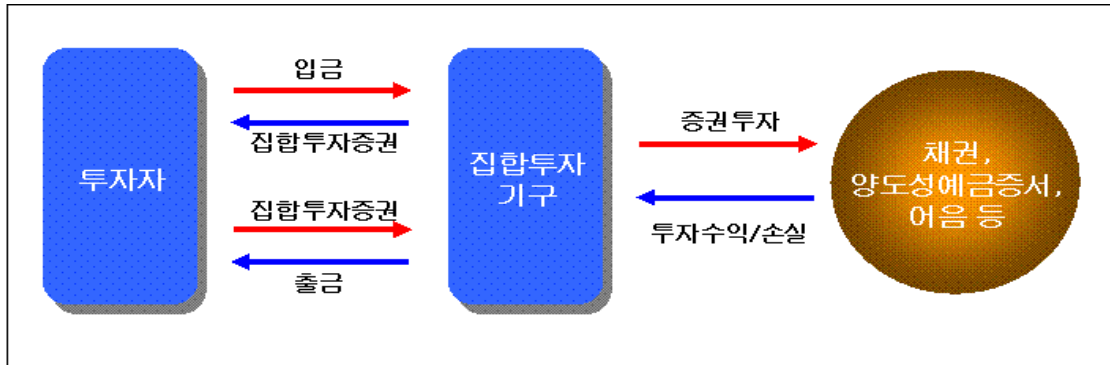 투자자
입금
집합투자증권
집합투자증권
출금
집합투자
기구
증권투자
투자수익/손실
채권,
양도성예금증서,
어음 등